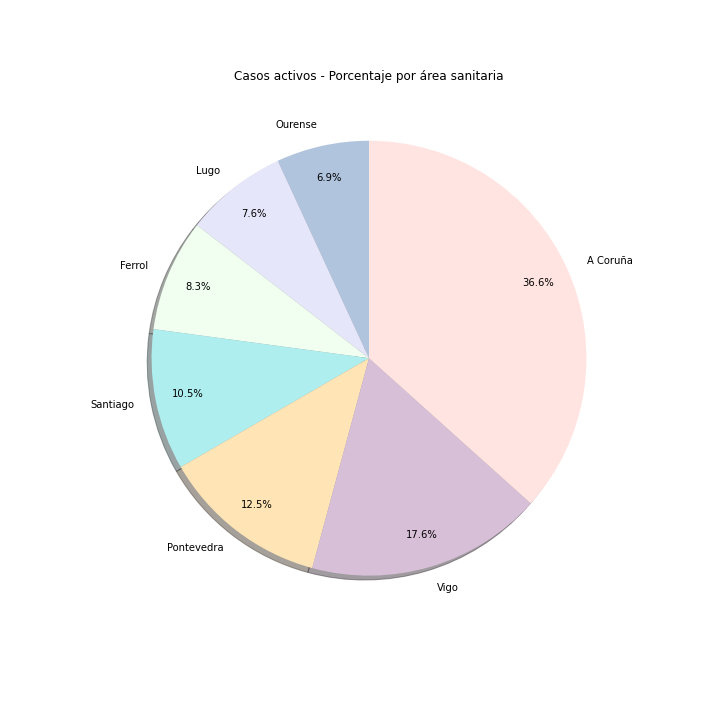 Casos activos - Porcentaje por área sanitaria
Ourense
6.9%
Lugo
7.6%
A Coruña
36.6%
Ferrol
8.3%
Santiago
10.5%
Pontevedra
12.5%
Vigo
17.6%